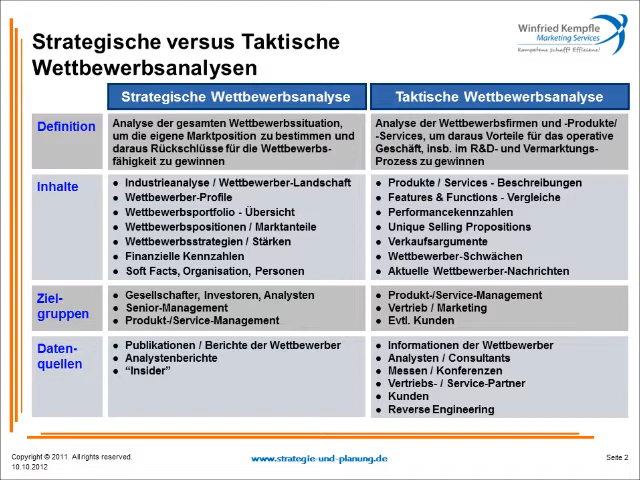 Strategische versus Taktische
Wettbewerbsanalysen
Winfried Kempfle
Marketing Services
Kompetenz schafft Effizienz!
Strategische Wettbewerbsanalyse
Taktische Wettbewerbsanalyse
Definition
Analyse der gesamten Wettbewerbssituation,
um die eigene Marktposition zu bestimmen und
daraus Rückschlüsse für die Wettbewerbs-
fähigkeit zu gewinnen
Analyse der Wettbewerbsfirmen und -Produkte/
-Services, um daraus Vorteile für das operative
Geschäft, insb. im R&D- und Vermarktungs-
Prozess zu gewinnen
Inhalte
● Industrieanalyse / Wettbewerber-Landschaft
● Wettbewerber-Profile
● Wettbewerbsportfolio - Übersicht
● Wettbewerbspositionen / Marktanteile
● Wettbewerbsstrategien / Stärken
● Finanzielle Kennzahlen
● Soft Facts, Organisation, Personen
● Produkte / Services - Beschreibungen
● Features & Functions - Vergleiche
● Performancekennzahlen
● Unique Selling Propositions
● Verkaufsargumente
● Wettbewerber-Schwächen
● Aktuelle Wettbewerber-Nachrichten
Ziel-
gruppen
● Gesellschafter, Investoren, Analysten
● Senior-Management
● Produkt-/Service-Management
● Produkt-/Service-Management
● Vertrieb / Marketing
● Evtl. Kunden
Daten-
quellen
● Publikationen / Berichte der Wettbewerber
● Analystenberichte
● “Insider”
● Informationen der Wettbewerber
● Analysten / Consultants
● Messen / Konferenzen
● Vertriebs- / Service-Partner
● Kunden
● Reverse Engineering
Copyright © 2011. All rights reserved.
10.10.2012
www.strategie-und-planung.de
Seite 2